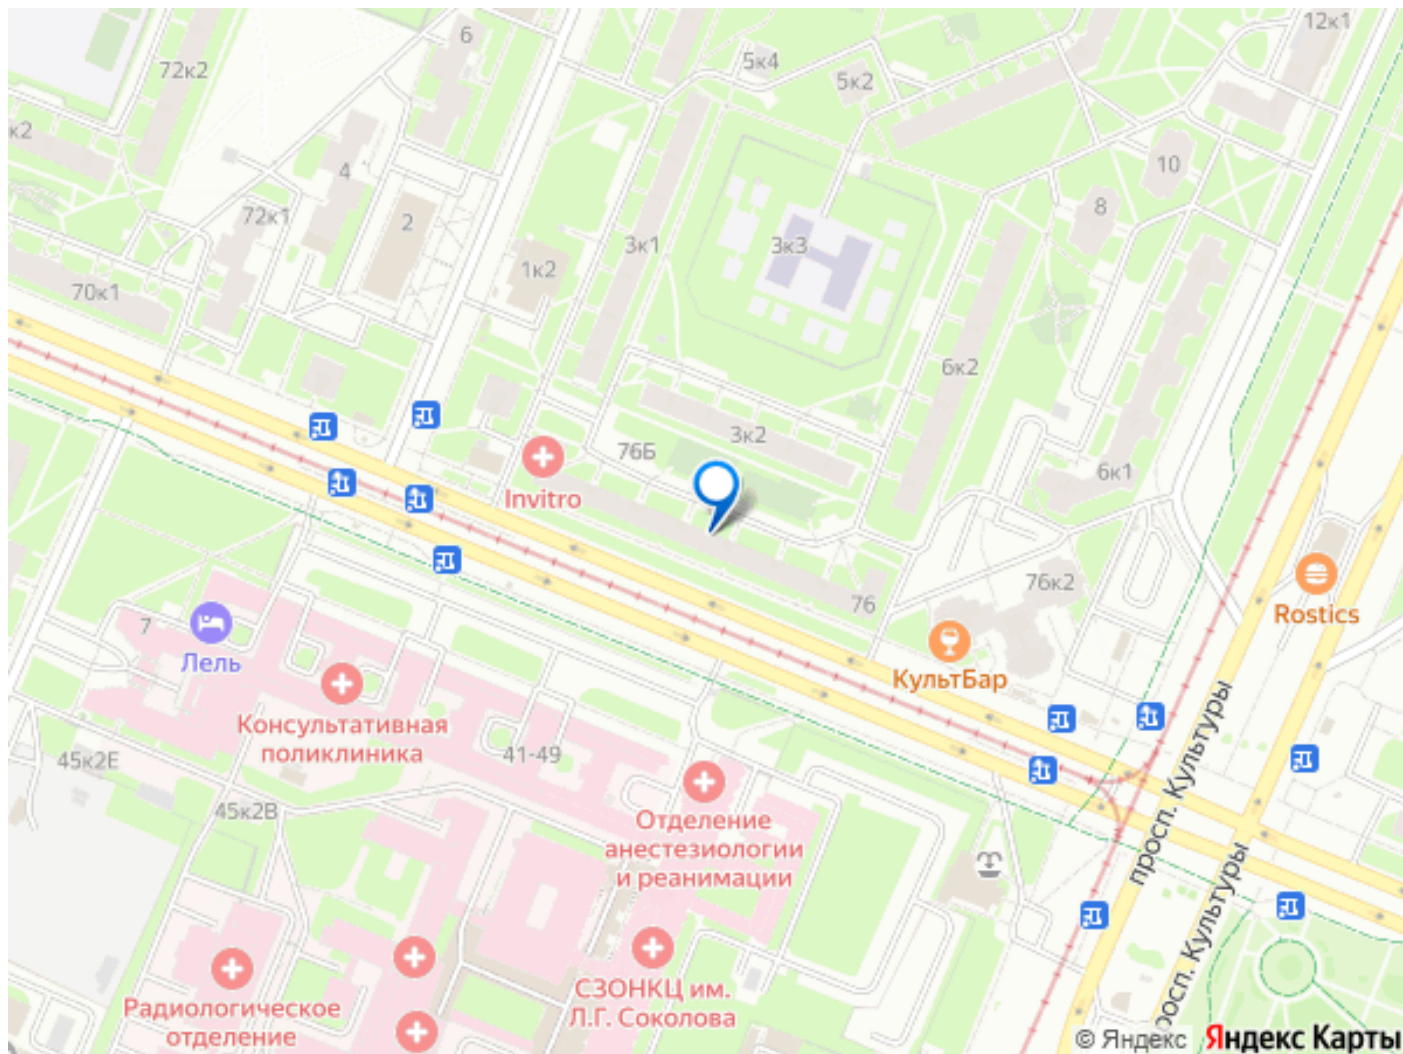 6
12к1
72к2
5к4
5к2
к2
10
4
8
72к1
2
3к1
3к3
1к2
70к1
6к2
3к2
76Б
6к1
Invitro
76к2
76
Rostics
7
Лель
КультБар
Консультативная
поликлиника
41-49
45к2Е
45к2В
просп. Культуры
Отделение
анестезиологии
и реанимации
росп. Культуры
СЗОНКЦ им.
Л.Г. Соколова
Радиологическое
отделение
© Яндекс Яндекс Карты